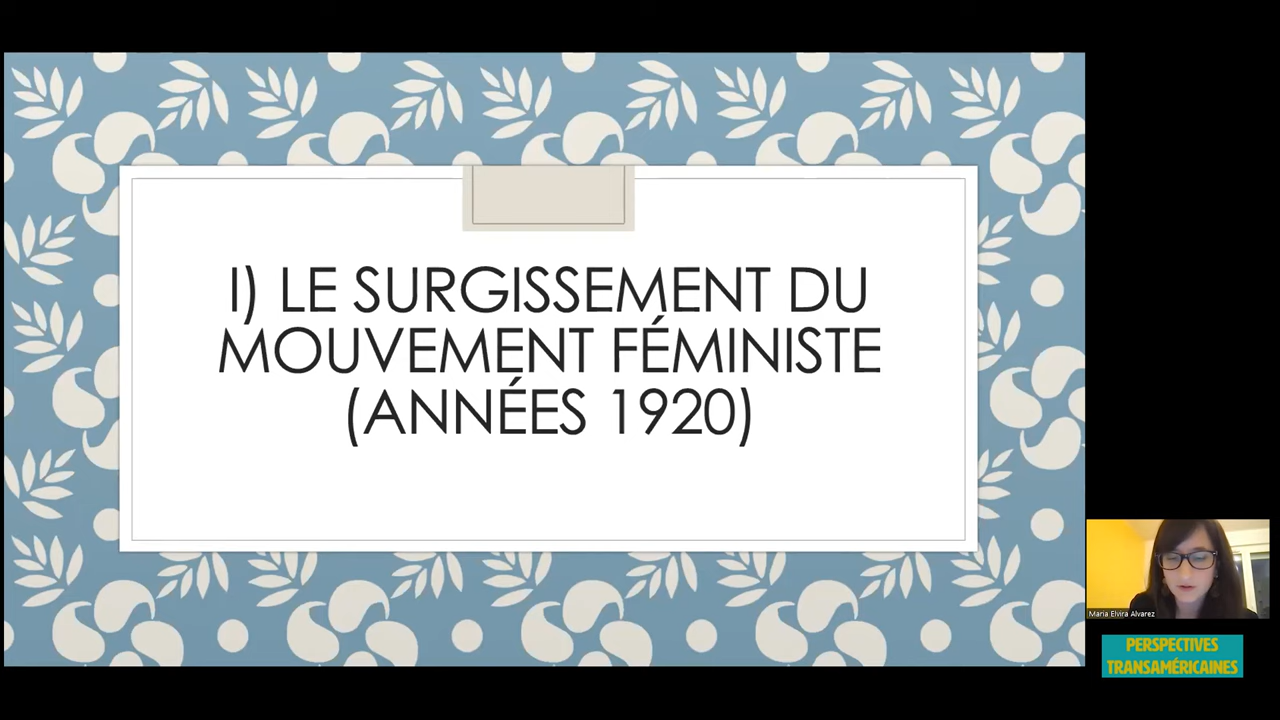 I) LE SURGISSEMENT DU
MOUVEMENT FÉMINISTE
(ANNÉES 1920)
Maria Elvira Alvarez
PERSPECTIVES
TRANSAMÉRICAINES